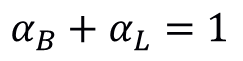 α_B + α_L = 1